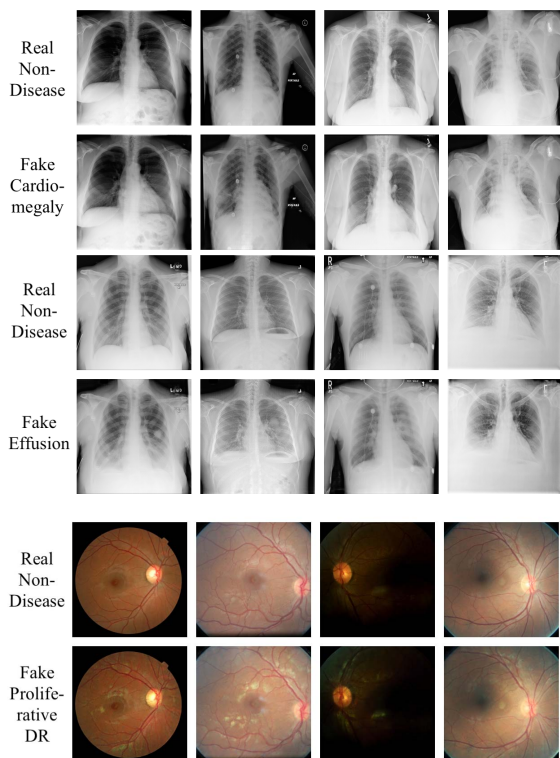 Real
Non-
Disease
Fake
Cardio-
megaly
Real
Non-
Disease
Fake
Effusion
Real
Non-
Disease
Fake
Prolife-
rative
DR